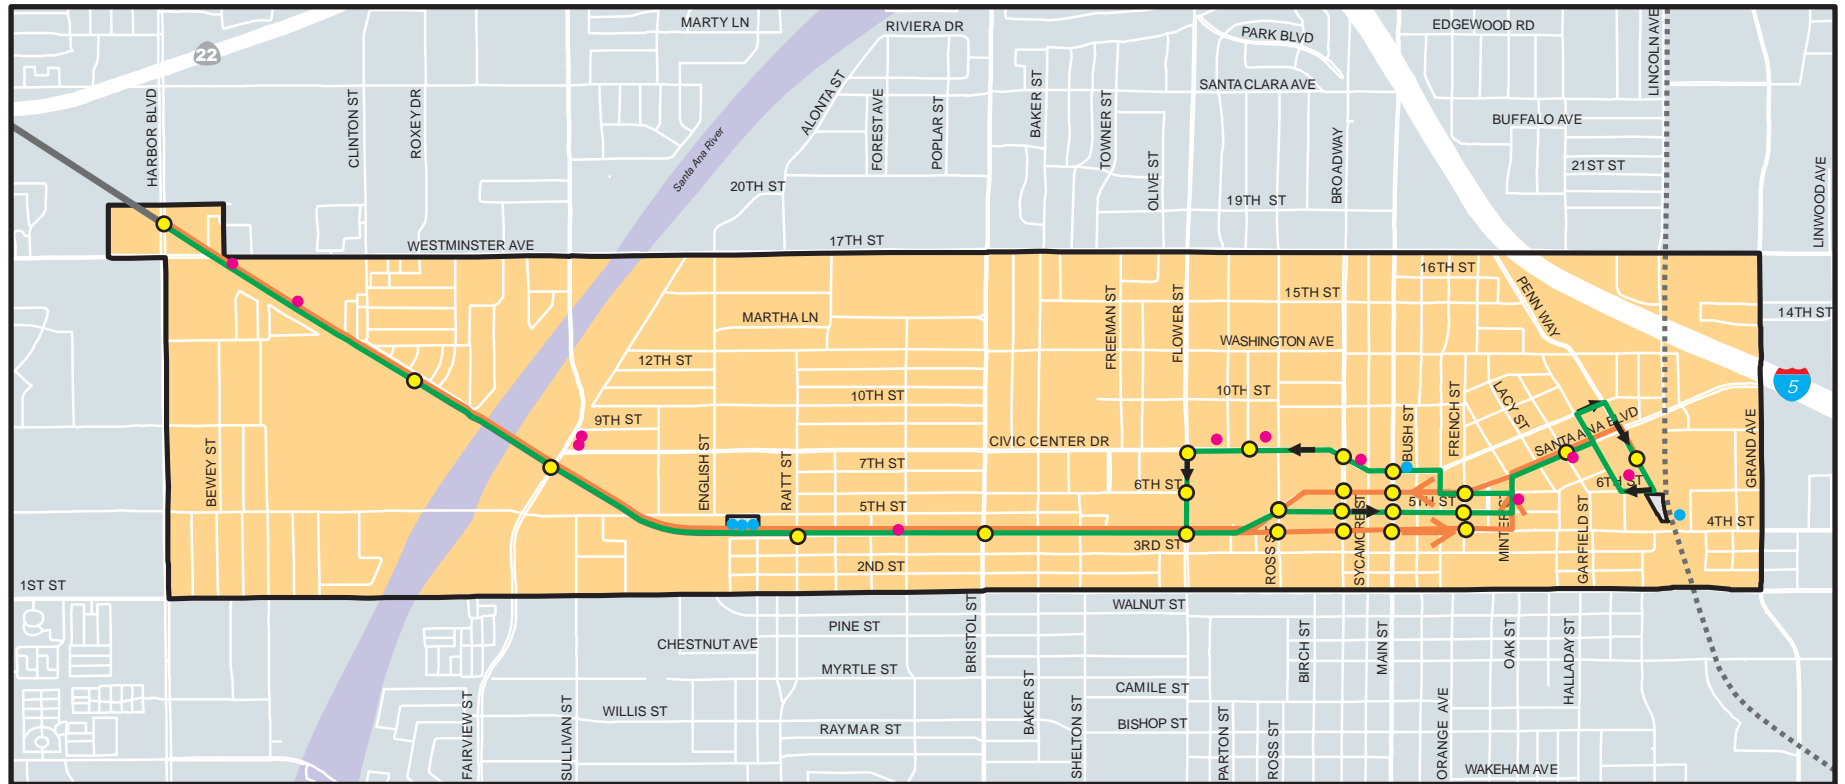 MARTY LN
RIVIERA DR
PARK BLVD
EDGEWOOD RD
LINCOLN AVE
22
HARBOR BLVD
CLINTON ST
ROXEY DR
ALONTA ST
FOREST AVE
POPLAR ST
BAKER ST
TOWNER ST
OLIVE ST
SANTA CLARA AVE
BROADWAY
BUFFALO AVE
21ST ST
LINWOOD AVE
Santa Ana River
20TH ST
19TH ST
WESTMINSTER AVE
17TH ST
16TH ST
15TH ST
PENN WAY
14TH ST
MARTHA LN
FREEMAN ST
FLOWER ST
WASHINGTON AVE
12TH ST
10TH ST
10TH ST
5
9TH ST
CIVIC CENTER DR
BUSH ST
FRENCH ST
LACY ST
SANTA ANA BLVD
GRAND AVE
BEWEY ST
ENGLISH ST
RAITT ST
7TH ST
6TH ST
6TH ST
5TH ST
5TH ST
4TH ST
3RD ST
ROSS ST
SYCAMORE ST
MINTER ST
GARFIELD ST
2ND ST
1ST ST
WALNUT ST
PINE ST
CHESTNUT AVE
BRISTOL ST
BIRCH ST
MAIN ST
OAK ST
HALLADAY ST
MYRTLE ST
CAMILE ST
FAIRVIEW ST
SULLIVAN ST
WILLIS ST
RAYMAR ST
BAKER ST
SHELTON ST
BISHOP ST
PARTON ST
ROSS ST
ORANGE AVE
WAKEHAM AVE